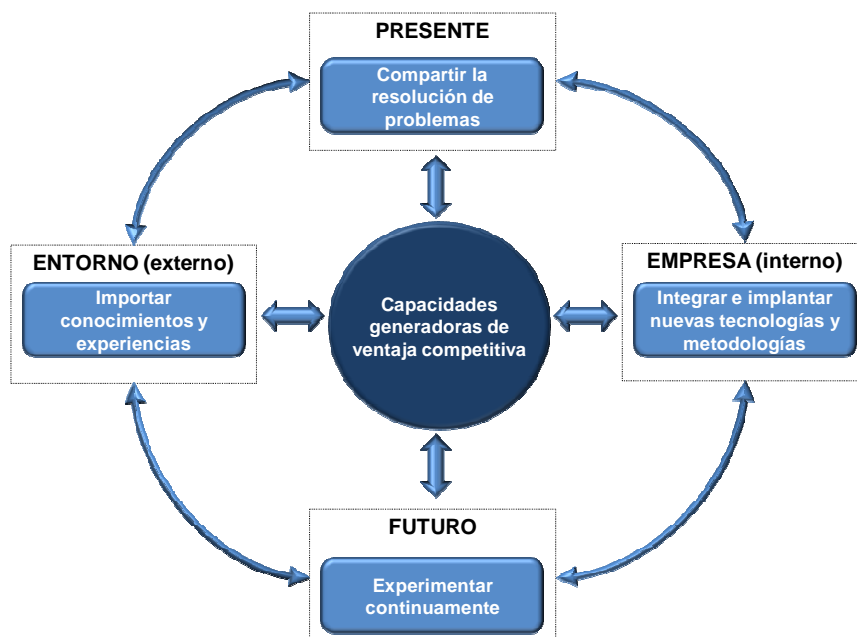 PRESENTE
Compartir la
resolución de
problemas
ENTORNO (externo)
Importar
conocimientos y
experiencias
Capacidades
generadoras de
ventaja competitiva
EMPRESA (interno)
Integrar e implantar
nuevas tecnologías y
metodologías
FUTURO
Experimentar
continuamente